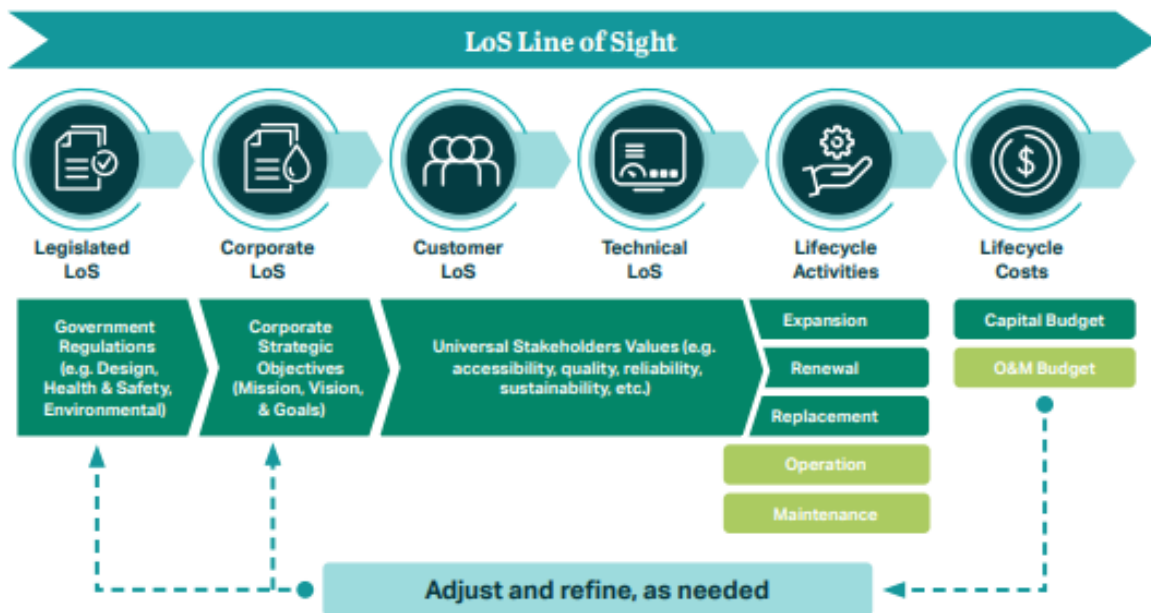 LoS Line of Sight
Legislated
LoS
Corporate
LoS
Customer
LoS
Technical
LoS
Lifecycle
Activities
Lifecycle
Costs
Government
Regulations
(e.g. Design,
Health & Safety,
Environmental)
Corporate
Strategic
Objectives
(Mission, Vision,
& Goals)
Universal Stakeholders Values (e.g.
accessibility, quality, reliability,
sustainability, etc.)
Expansion
Renewal
Replacement
Operation
Maintenance
Capital Budget
O&M Budget
Adjust and refine, as needed